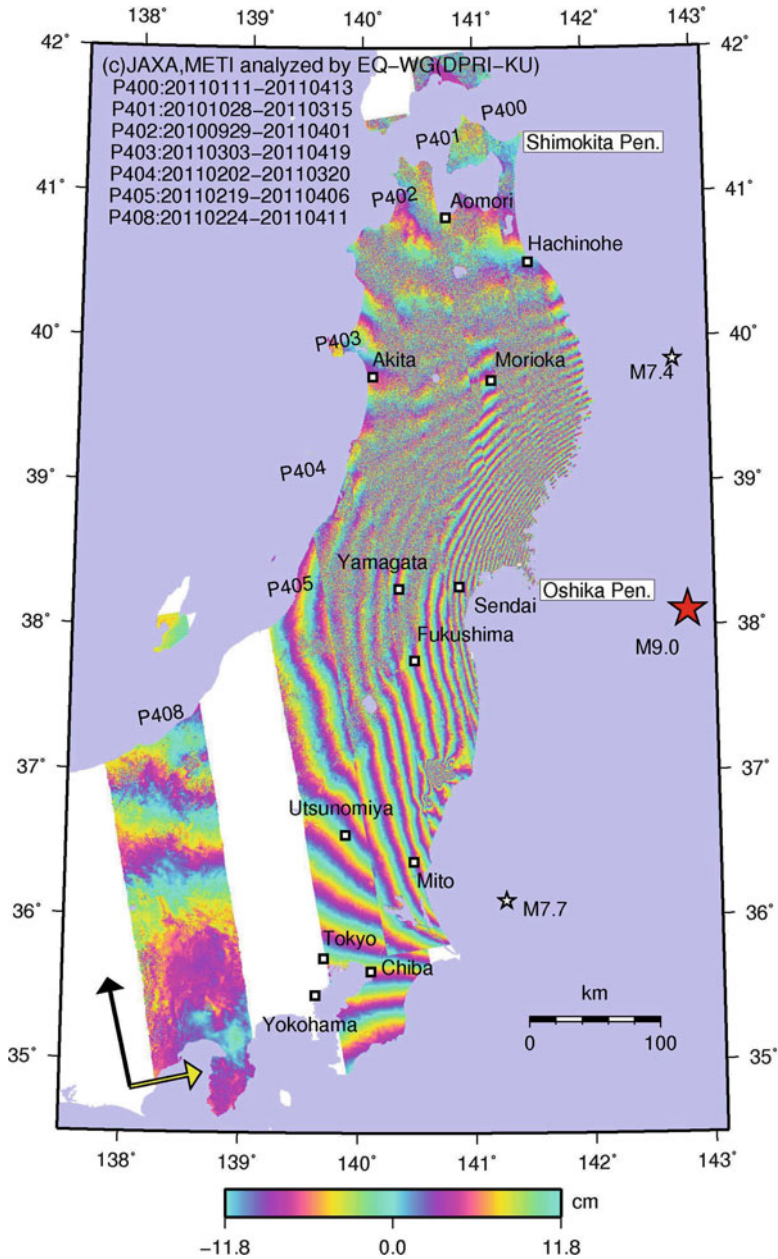 138˚ 139˚ 140˚ 141˚ 142˚ 143˚
42˚ 42˚
(c)JAXA,METI analyzed by EQ−WG(DPRI−KU)
P400:20110111−20110413
P401:20101028−20110315
P402:20100929−20110401
P403:20110303−20110419
P404:20110202−20110320
P405:20110219−20110406
P408:20110224−20110411
P400
P401
Shimokita Pen.
41˚ 41˚
P402
Aomori
Hachinohe
40˚ 40˚
P403
Akita
Morioka
M7.4
39˚ 39˚
P404
Yamagata
P405
Sendai
Oshika Pen.
38˚ 38˚
Fukushima
M9.0
P408
37˚ 37˚
Utsunomiya
Mito
36˚ 36˚
M7.7
Tokyo
Chiba
km
Yokohama
0 100
35˚ 35˚
138˚ 139˚ 140˚ 141˚ 142˚ 143˚
cm
−11.8 0.0 11.8